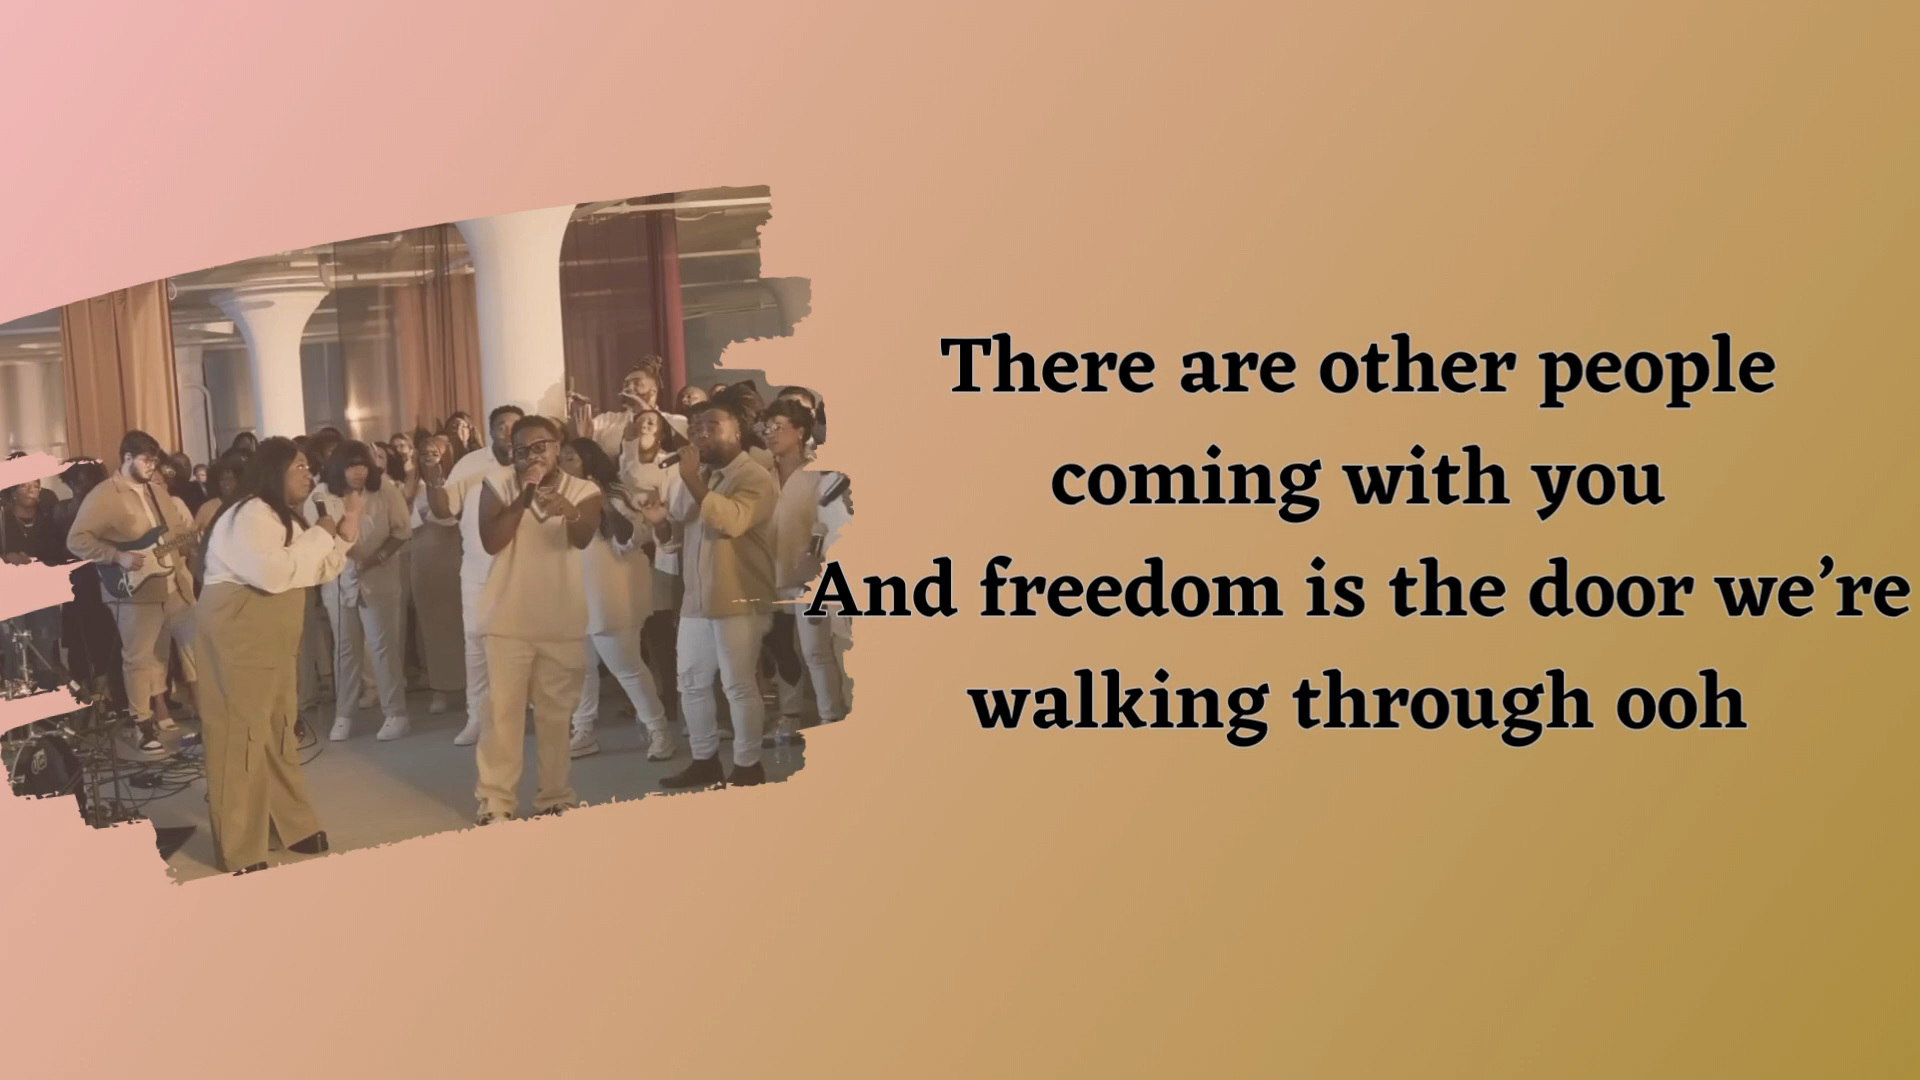 There are other people
coming with you
And freedom is the door we’re
walking through ooh